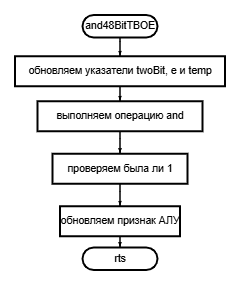 and48BitTBOE
обновляем указатели twoBit, e и temp
выполняем операцию and
проверяем была ли 1
обновляем признак АЛУ
rts